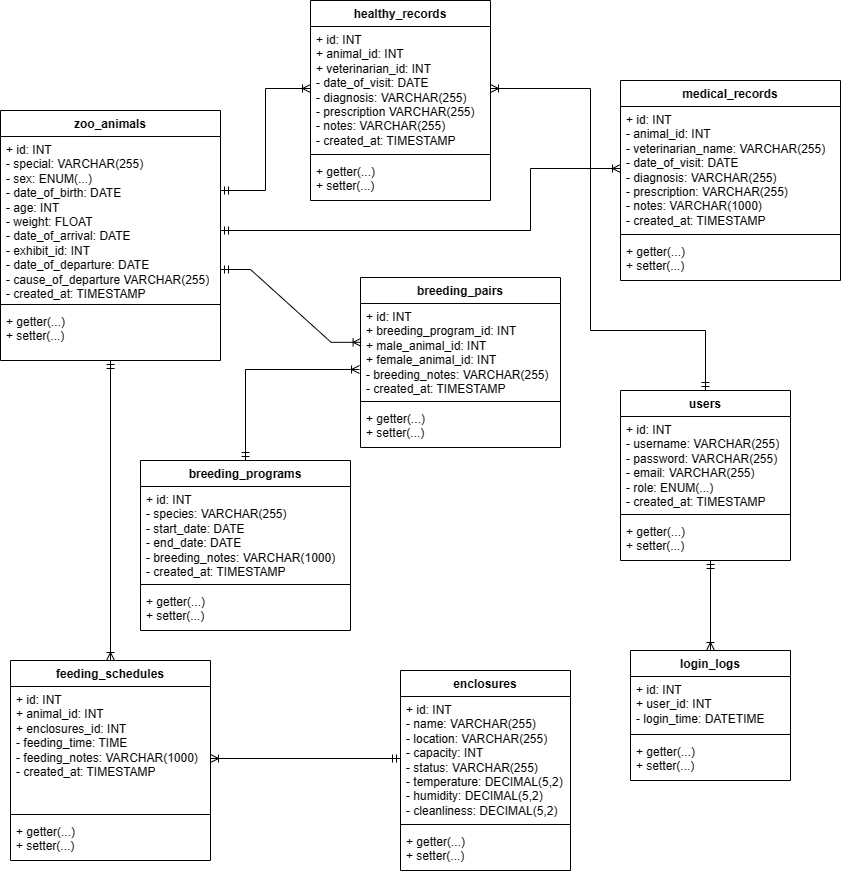 healthy_records
+ id: INT
+ animal_id: INT
+ veterinarian_id: INT
- date_of_visit: DATE
- diagnosis: VARCHAR(255)
- prescription VARCHAR(255)
- notes: VARCHAR(255)
- created_at: TIMESTAMP
+ getter(...)
+ setter(...)
medical_records
+ id: INT
- animal_id: INT
- veterinarian_name: VARCHAR(255)
- date_of_visit: DATE
- diagnosis: VARCHAR(255)
- prescription: VARCHAR(255)
- notes: VARCHAR(1000)
- created_at: TIMESTAMP
+ getter(...)
+ setter(...)
zoo_animals
+ id: INT
- special: VARCHAR(255)
- sex: ENUM(...)
- date_of_birth: DATE
- age: INT
- weight: FLOAT
- date_of_arrival: DATE
- exhibit_id: INT
- date_of_departure: DATE
- cause_of_departure VARCHAR(255)
- created_at: TIMESTAMP
+ getter(...)
+ setter(...)
breeding_pairs
+ id: INT
+ breeding_program_id: INT
+ male_animal_id: INT
+ female_animal_id: INT
- breeding_notes: VARCHAR(255)
- created_at: TIMESTAMP
+ getter(...)
+ setter(...)
users
+ id: INT
- username: VARCHAR(255)
- password: VARCHAR(255)
- email: VARCHAR(255)
- role: ENUM(...)
- created_at: TIMESTAMP
+ getter(...)
+ setter(...)
breeding_programs
+ id: INT
- species: VARCHAR(255)
- start_date: DATE
- end_date: DATE
- breeding_notes: VARCHAR(1000)
- created_at: TIMESTAMP
+ getter(...)
+ setter(...)
feeding_schedules
+ id: INT
+ animal_id: INT
+ enclosures_id: INT
- feeding_time: TIME
- feeding_notes: VARCHAR(1000)
- created_at: TIMESTAMP
+ getter(...)
+ setter(...)
enclosures
+ id: INT
- name: VARCHAR(255)
- location: VARCHAR(255)
- capacity: INT
- status: VARCHAR(255)
- temperature: DECIMAL(5,2)
- humidity: DECIMAL(5,2)
- cleanliness: DECIMAL(5,2)
+ getter(...)
+ setter(...)
login_logs
+ id: INT
+ user_id: INT
- login_time: DATETIME
+ getter(...)
+ setter(...)